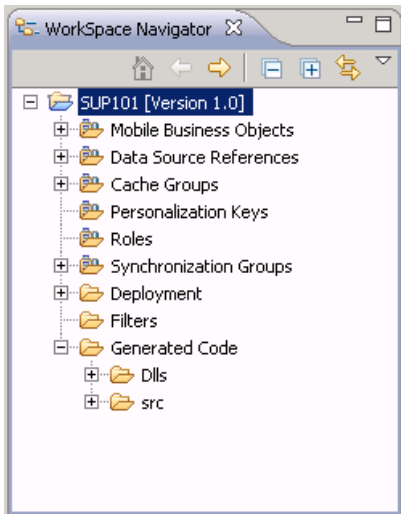 WorkSpace Navigator
SUP101 [Version 1.0]
Mobile Business Objects
Data Source References
Cache Groups
Personalization Keys
Roles
Synchronization Groups
Deployment
Filters
Generated Code
Dlls
src